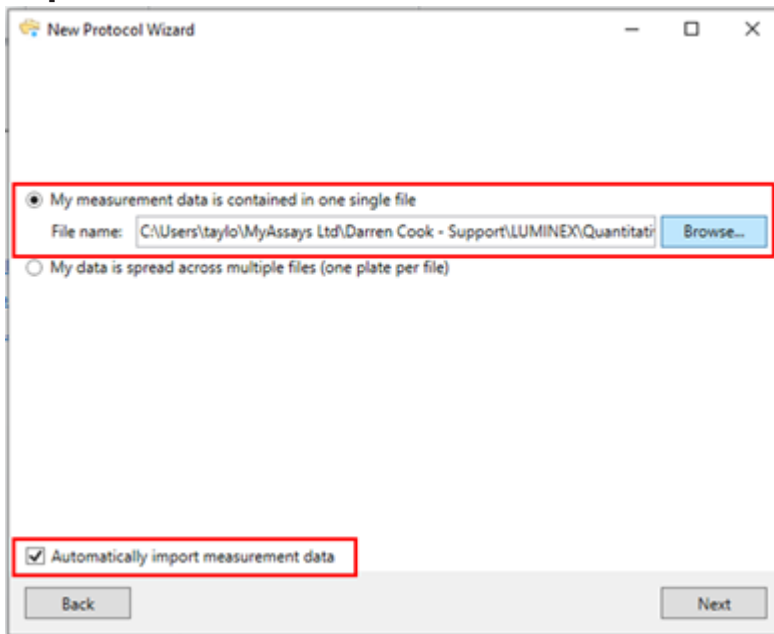 New Protocol Wizard
My measurement data is contained in one single file
File name: C:\Users\taylo\MyAssays Ltd\Darren Cook - Support\LUMINEX\Quantitati Browse...
My data is spread across multiple files (one plate per file)
Automatically import measurement data
Back Next